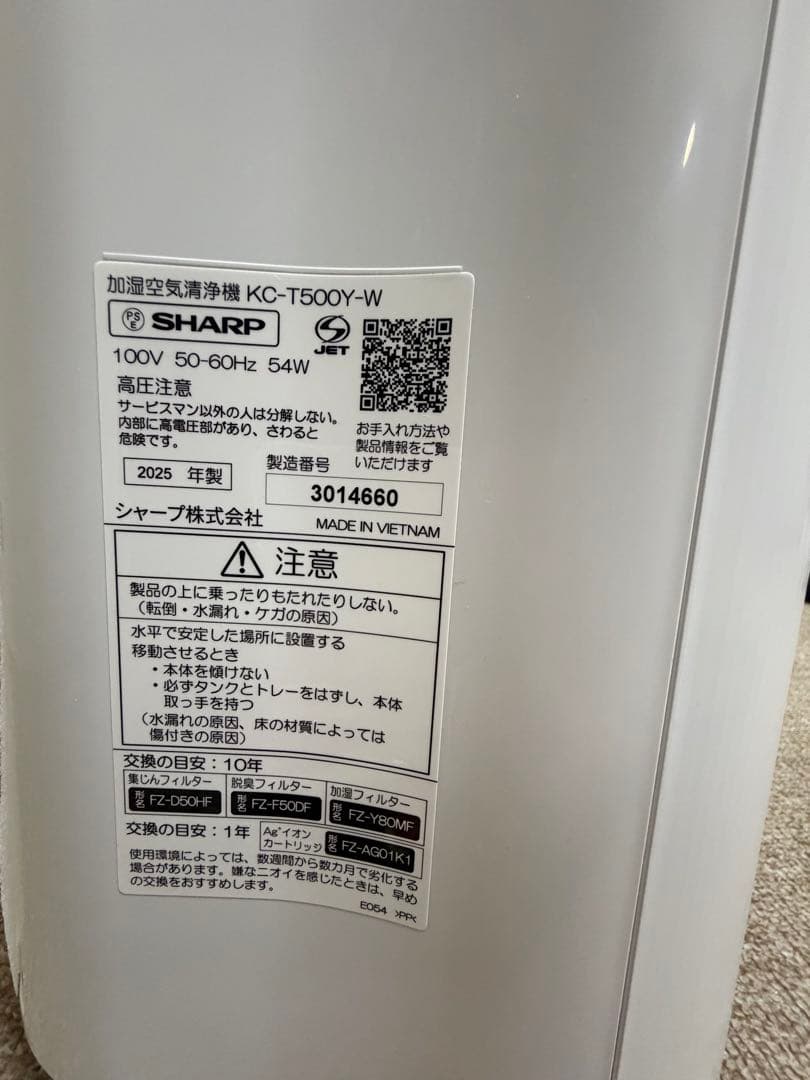 加湿空気清浄機 KC-T500Y-W
PS
E
SHARP
JET
100V 50-60Hz 54W
高圧注意
サービスマン以外の人は分解しない。
内部に高電圧部があり、さわると
危険です。
お手入れ方法や
製品情報をご覧
いただけます
2025 年製
製造番号
3014660
シャープ株式会社
MADE IN VIETNAM
注意
製品の上に乗ったりもたれたりしない。
（転倒・水漏れ・ケガの原因）
水平で安定した場所に設置する
移動させるとき
・本体を傾けない
・必ずタンクとトレーをはずし、本体
取っ手を持つ
（水漏れの原因、床の材質によっては
傷付きの原因）
交換の目安：10年
集じんフィルター
形名 FZ-D50HF
脱臭フィルター
形名 FZ-F50DF
加湿フィルター
形名 FZ-Y80MF
交換の目安：1年
Ag⁺イオン
カートリッジ
形名 FZ-AG01K1
使用環境によっては、数週間から数カ月で劣化する
場合があります。嫌なニオイを感じたときは、早め
の交換をおすすめします。
E054 >PP<